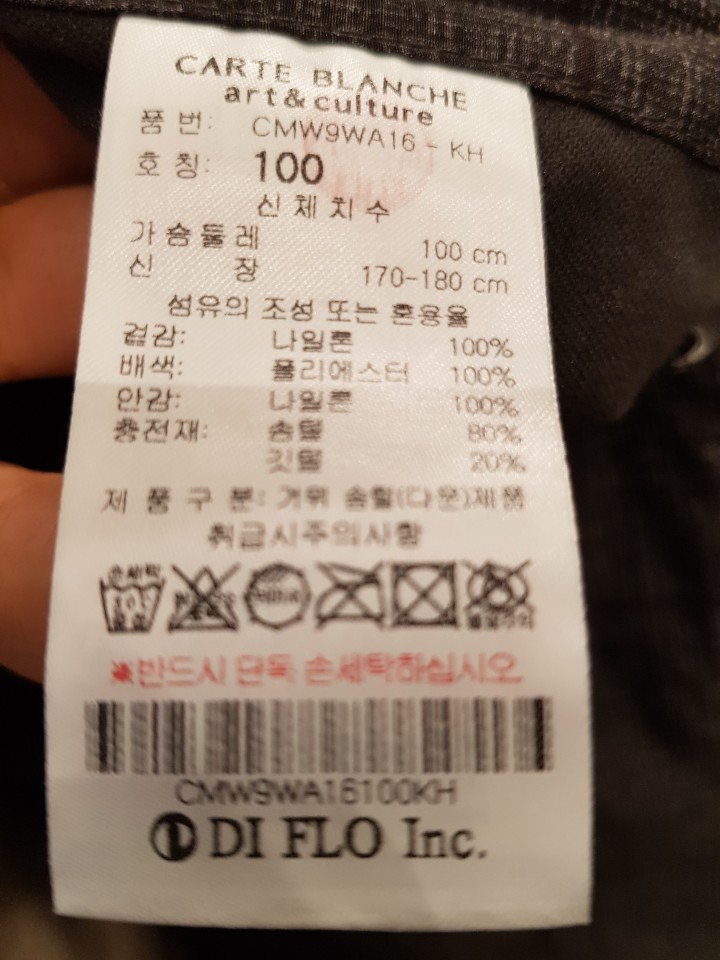 CARTE BLANCHE
art&culture
품 번: CMW9WA16 - KH
호 칭: 100
신 체 치 수
가 슴 둘 레 100 cm
신 장 170-180 cm
섬유의 조성 또는 혼용율
겉감: 나일론 100%
배색: 폴리에스터 100%
안감: 나일론 100%
충전재: 솜털 80%
깃털 20%
제 품 구 분: 거위 솜털(다운)제품
취급시주의사항
손세탁
※반드시 단독 손세탁하십시오.
CMW9WA16100KH
DI FLO Inc.